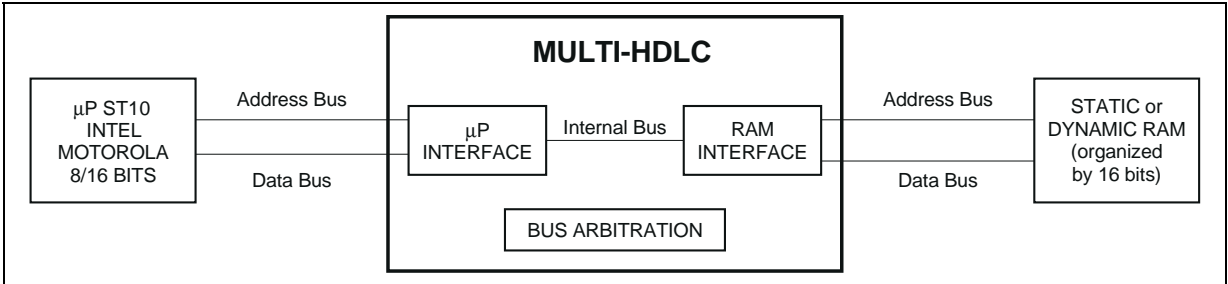 MULTI-HDLC
µP ST10
INTEL
MOTOROLA
8/16 BITS
Address Bus
Data Bus
µP
INTERFACE
Internal Bus
RAM
INTERFACE
BUS ARBITRATION
Address Bus
Data Bus
STATIC or
DYNAMIC RAM
(organized
by 16 bits)